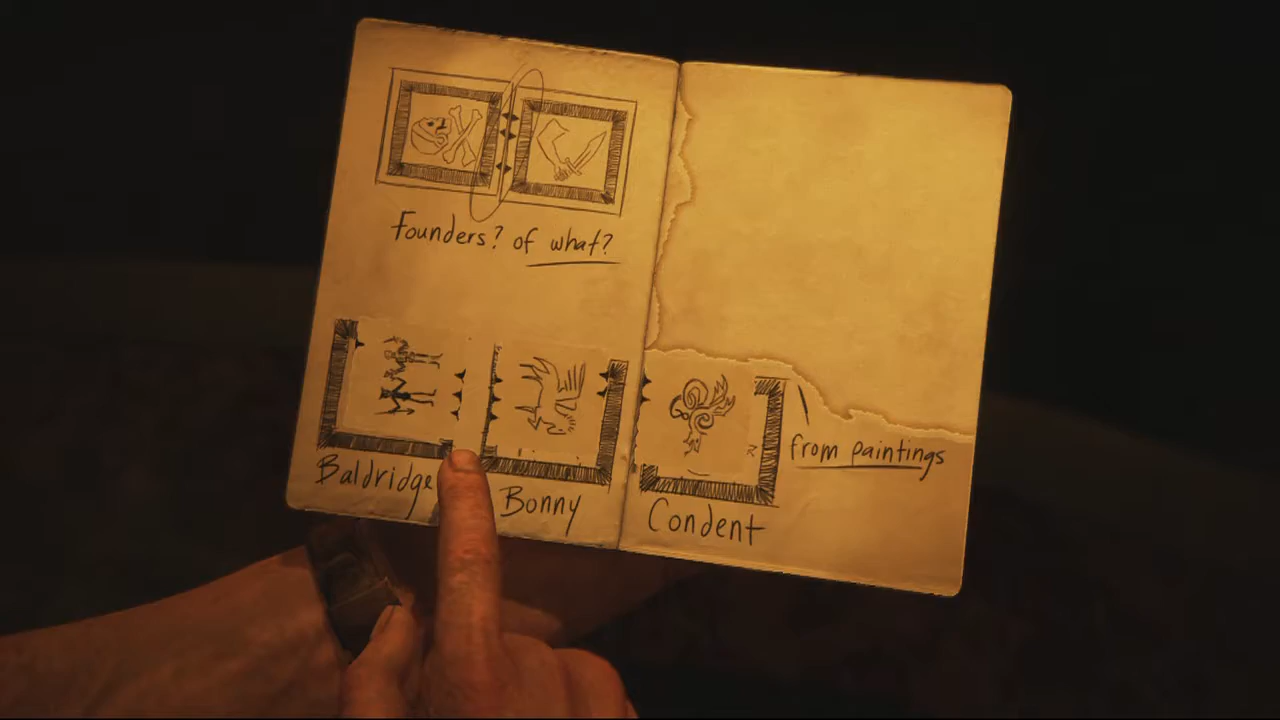 Founders? of what?
from paintings
Baldridge
Bonny
Condent